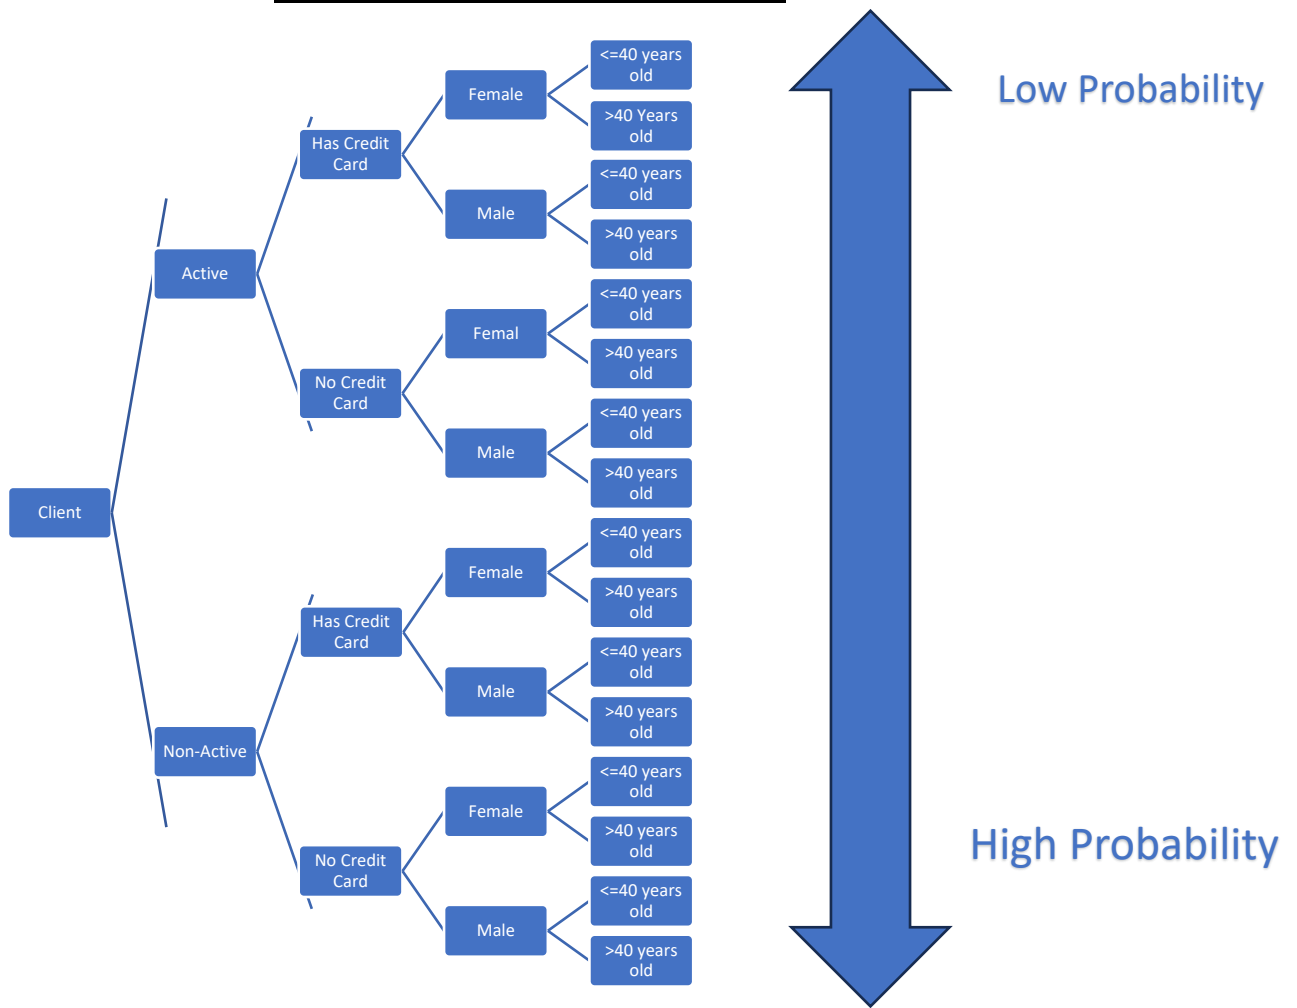 <=40 years
old
Female
>40 Years
old
Has Credit
Card
<=40 years
old
Male
>40 years
old
Active
<=40 years
old
Femal
>40 years
old
No Credit
Card
<=40 years
old
Male
>40 years
old
Client
<=40 years
old
Female
>40 years
old
Has Credit
Card
<=40 years
old
Male
>40 years
old
Non-Active
<=40 years
old
Female
>40 years
old
No Credit
Card
<=40 years
old
Male
>40 years
old
Low Probability
High Probability